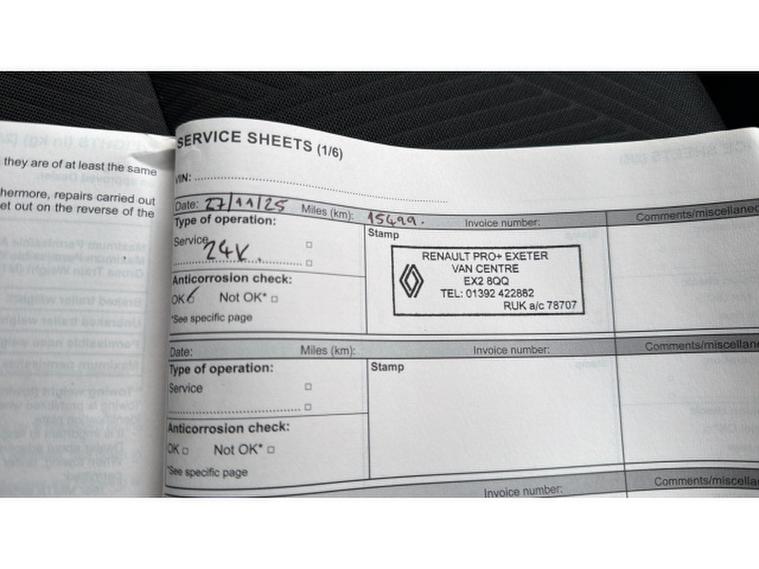 they are of at least the same
hermore, repairs carried out
et out on the reverse of the
SERVICE SHEETS (1/6)
VIN:
Date: 27/11/25 Miles (km): 15499. Invoice number: Comments/miscellaneo
Type of operation:
Service
24K.
Anticorrosion check:
OK Not OK*
*See specific page
Stamp
RENAULT PRO+ EXETER
VAN CENTRE
EX2 8QQ
TEL: 01392 422882
RUK a/c 78707
Date: Miles (km): Invoice number: Comments/miscellane
Type of operation:
Service
Anticorrosion check:
OK Not OK*
*See specific page
Stamp
Invoice number: Comments/miscella